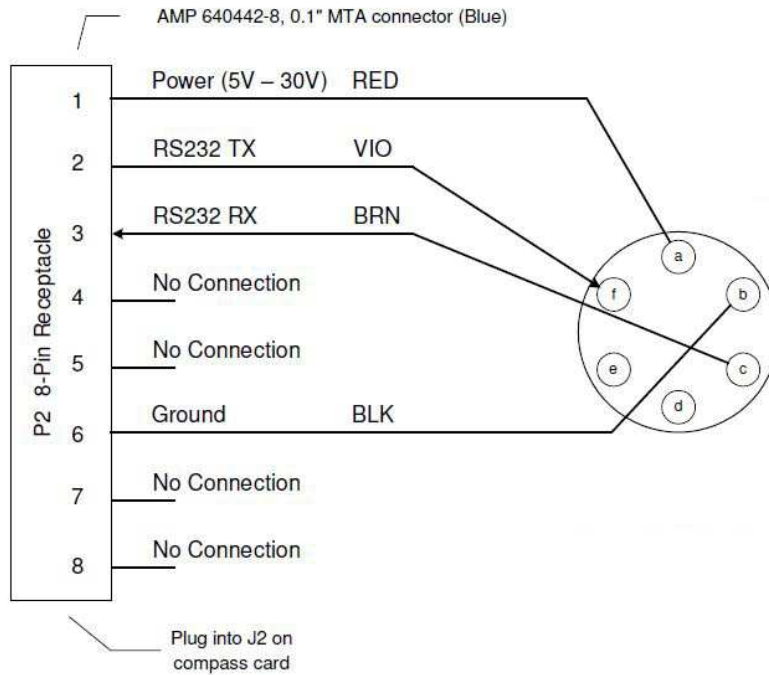 AMP 640442-8, 0.1" MTA connector (Blue)
P2 8-Pin Receptacle
1 Power (5V – 30V) RED
2 RS232 TX VIO
3 RS232 RX BRN
4 No Connection
5 No Connection
6 Ground BLK
7 No Connection
8 No Connection
a
b
c
d
e
f
Plug into J2 on
compass card